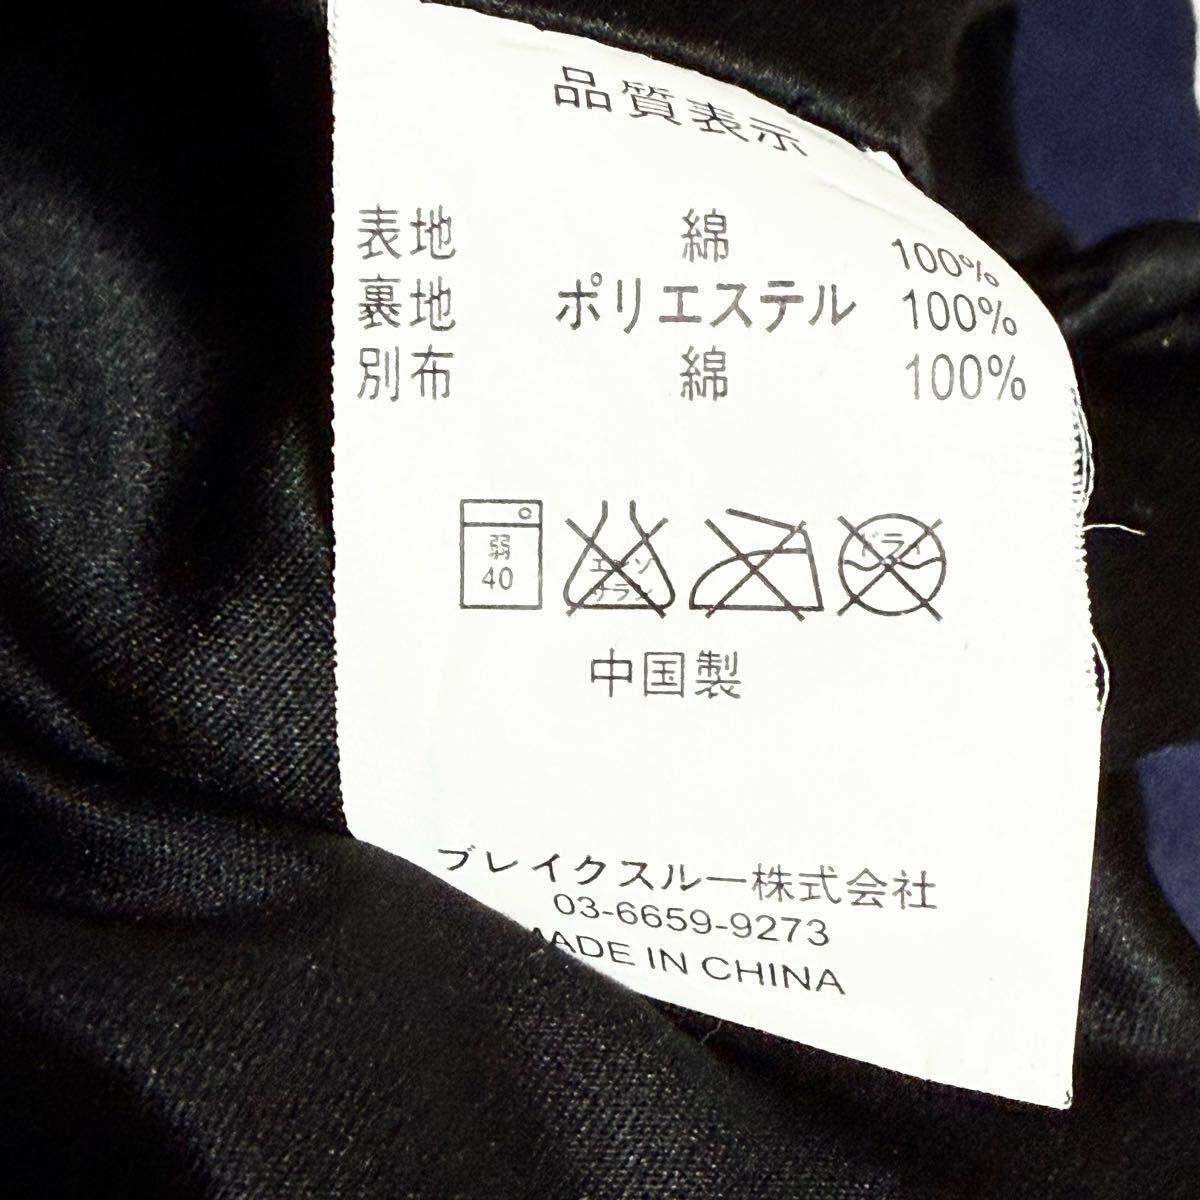 品質表示
表地 綿 100%
裏地 ポリエステル 100%
別布 綿 100%
弱 エンソ ドライ
40 サラシ
中国製
ブレイクスルー株式会社
03-6659-9273
MADE IN CHINA